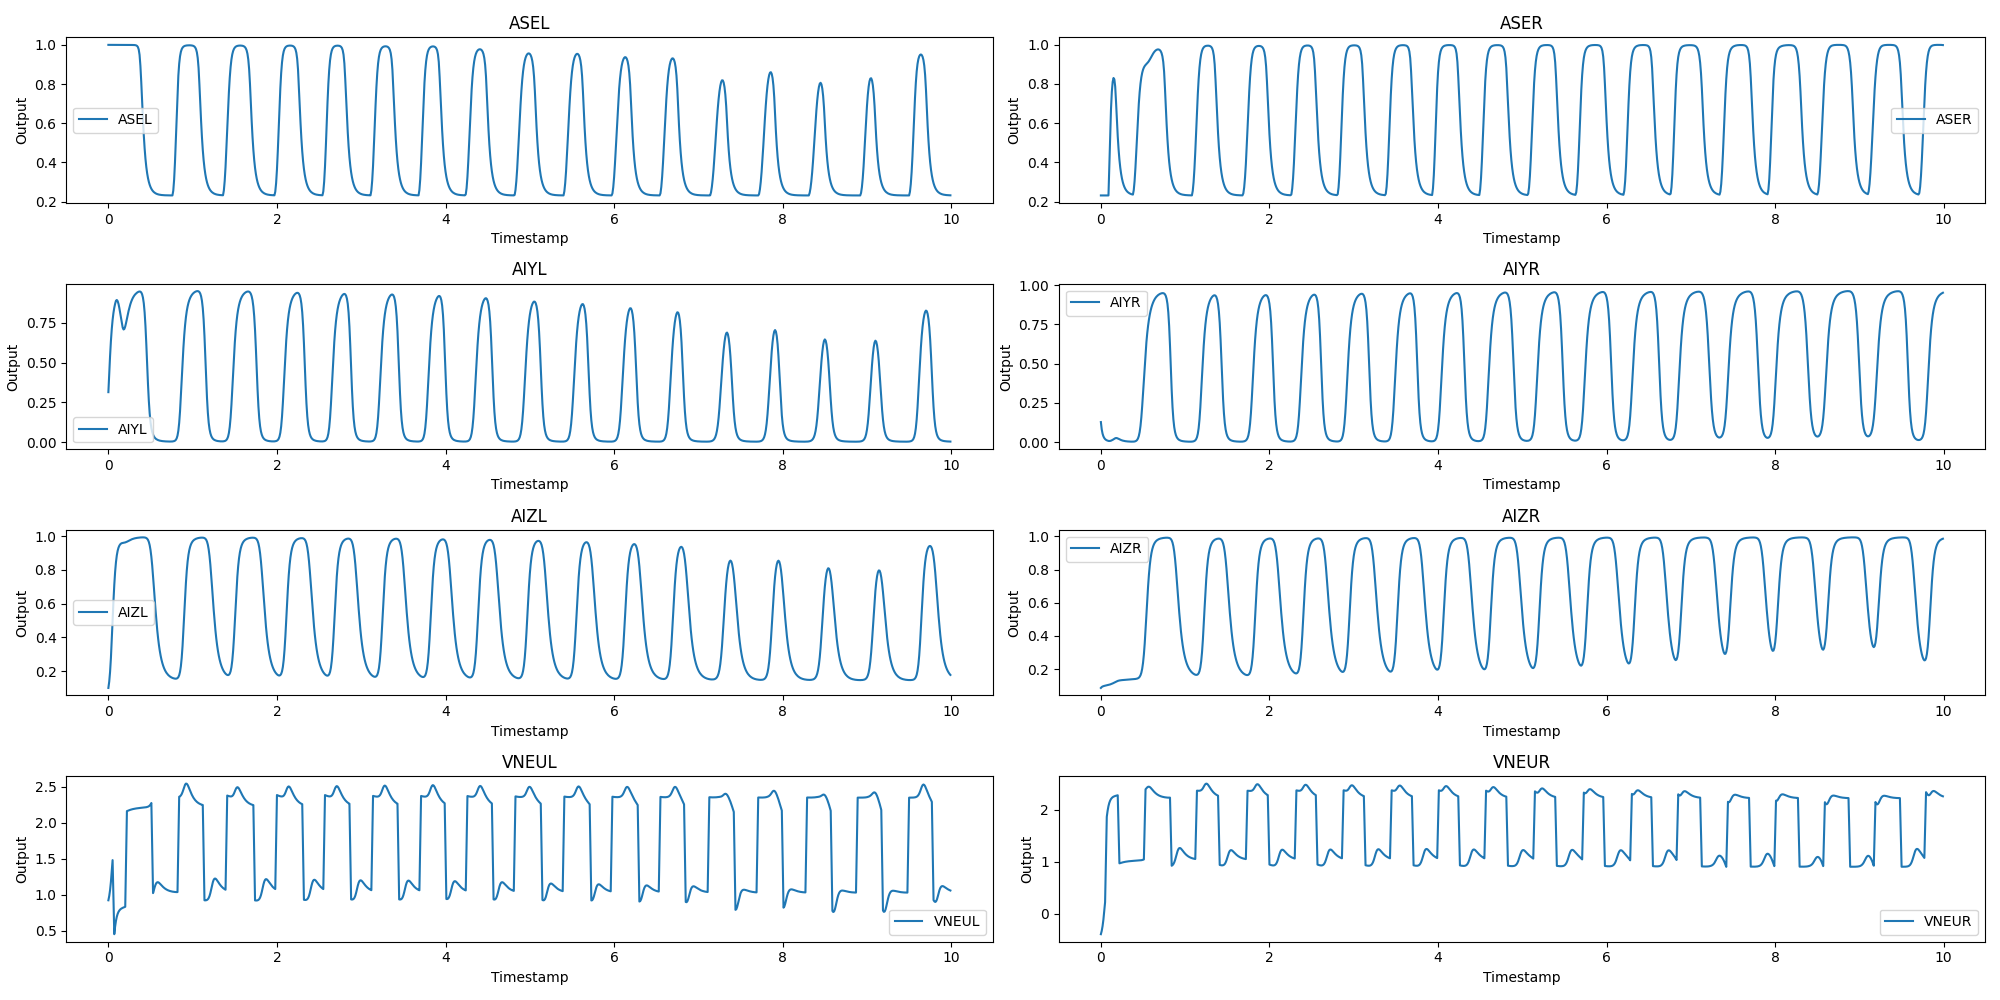 ASEL
Output
1.0
0.8
0.6
0.4
0.2
ASEL
0 2 4 6 8 10
Timestamp
ASER
Output
1.0
0.8
0.6
0.4
0.2
ASER
0 2 4 6 8 10
Timestamp
AIYL
Output
0.75
0.50
0.25
0.00
AIYL
0 2 4 6 8 10
Timestamp
AIYR
Output
1.00
0.75
0.50
0.25
0.00
AIYR
0 2 4 6 8 10
Timestamp
AIZL
Output
1.0
0.8
0.6
0.4
0.2
AIZL
0 2 4 6 8 10
Timestamp
AIZR
Output
1.0
0.8
0.6
0.4
0.2
AIZR
0 2 4 6 8 10
Timestamp
VNEUL
Output
2.5
2.0
1.5
1.0
0.5
VNEUL
0 2 4 6 8 10
Timestamp
VNEUR
Output
2
1
0
VNEUR
0 2 4 6 8 10
Timestamp